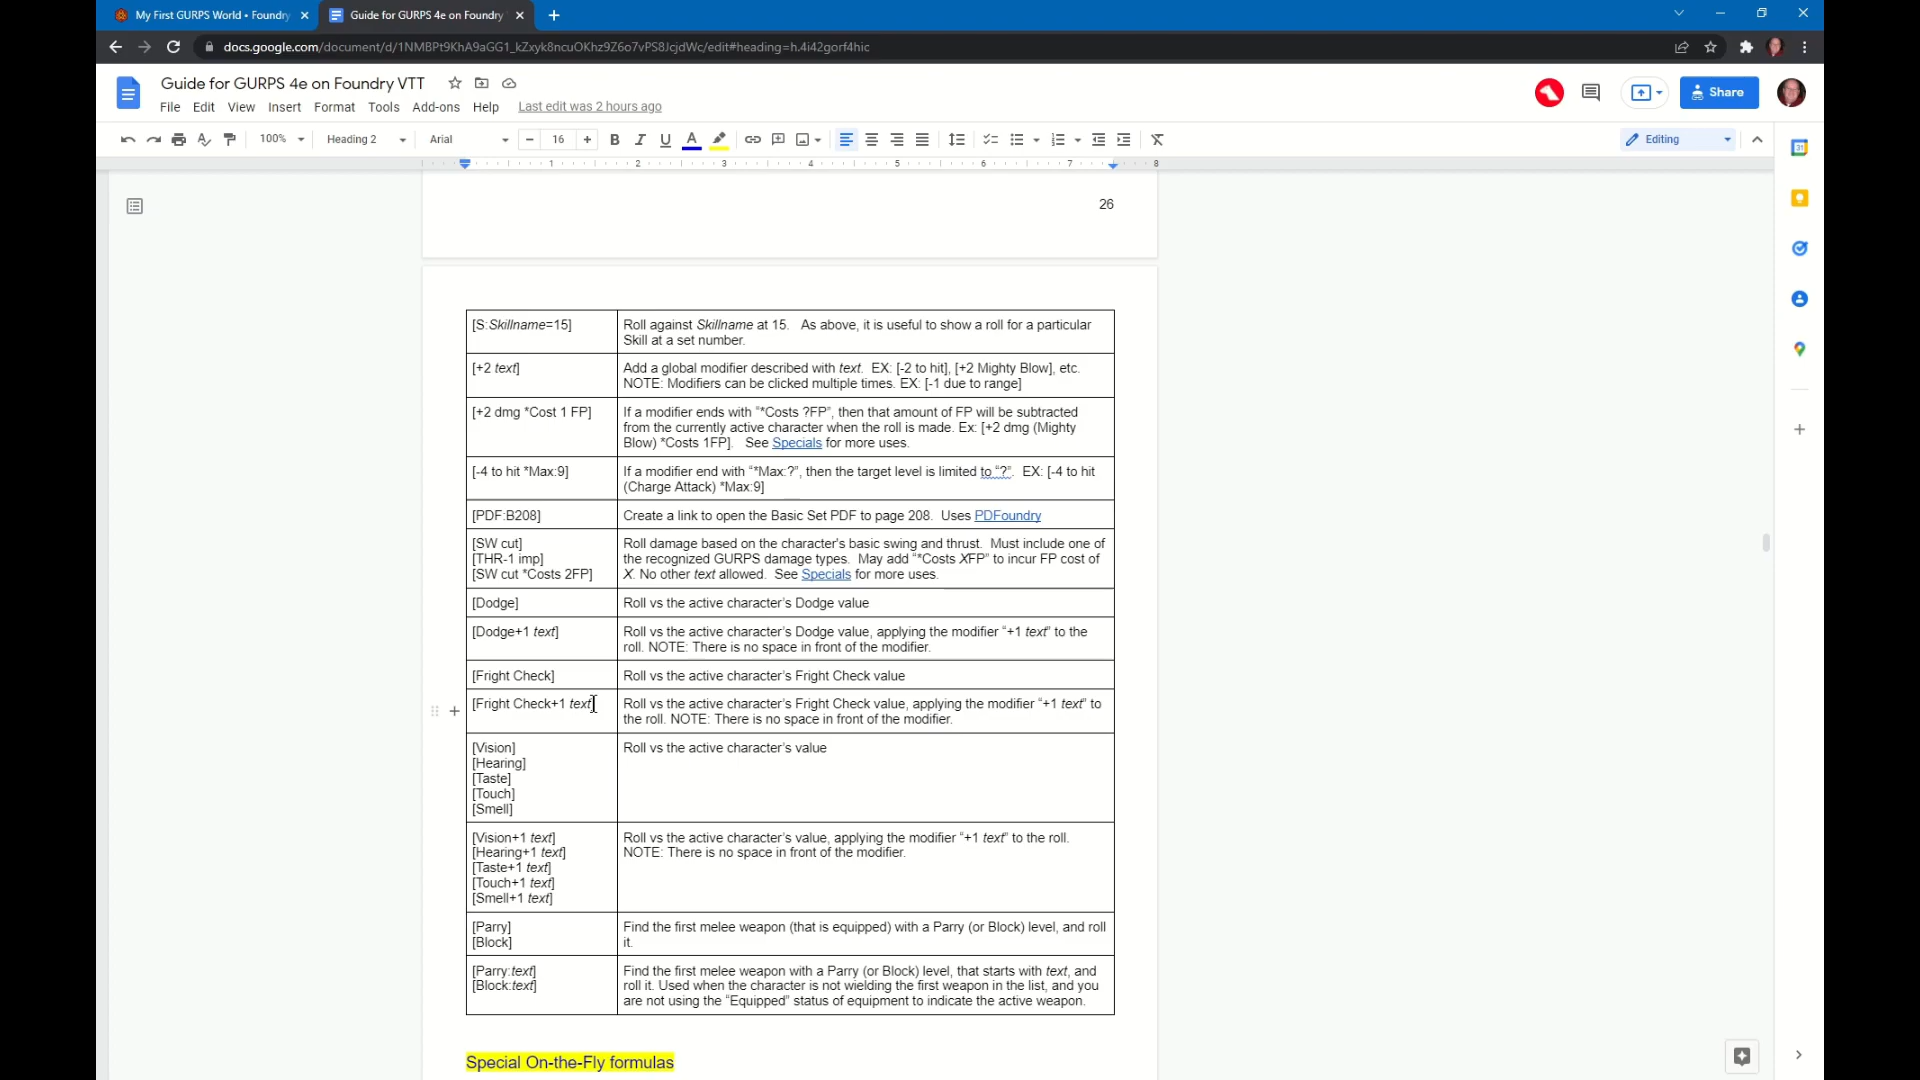 My First GURPS World • Foundry
Guide for GURPS 4e on Foundry
docs.google.com/document/d/1NMBPt9KhA9aGG1_kZxyk8ncuOKhz9Z6o7vPS8JcjdWc/edit#heading=h.4i42gorf4hic
Guide for GURPS 4e on Foundry VTT
File Edit View Insert Format Tools Add-ons Help Last edit was 2 hours ago
Share
100% Heading 2 Arial 16 Editing
1 2 3 4 5 6 7 8
26
[S:Skillname=15] Roll against Skillname at 15. As above, it is useful to show a roll for a particular
Skill at a set number.
[+2 text] Add a global modifier described with text. EX: [-2 to hit], [+2 Mighty Blow], etc.
NOTE: Modifiers can be clicked multiple times. EX: [-1 due to range]
[+2 dmg *Cost 1 FP] If a modifier ends with "*Costs ?FP", then that amount of FP will be subtracted
from the currently active character when the roll is made. Ex: [+2 dmg (Mighty
Blow) *Costs 1FP]. See Specials for more uses.
[-4 to hit *Max:9] If a modifier end with "*Max:?", then the target level is limited to "?". EX: [-4 to hit
(Charge Attack) *Max:9]
[PDF:B208] Create a link to open the Basic Set PDF to page 208. Uses PDFoundry
[SW cut] Roll damage based on the character's basic swing and thrust. Must include one of
[THR-1 imp] the recognized GURPS damage types. May add "*Costs XFP" to incur FP cost of
[SW cut *Costs 2FP] X. No other text allowed. See Specials for more uses.
[Dodge] Roll vs the active character's Dodge value
[Dodge+1 text] Roll vs the active character's Dodge value, applying the modifier "+1 text" to the
roll. NOTE: There is no space in front of the modifier.
[Fright Check] Roll vs the active character's Fright Check value
[Fright Check+1 text] Roll vs the active character's Fright Check value, applying the modifier "+1 text" to
the roll. NOTE: There is no space in front of the modifier.
[Vision] Roll vs the active character's value
[Hearing]
[Taste]
[Touch]
[Smell]
[Vision+1 text] Roll vs the active character's value, applying the modifier "+1 text" to the roll.
[Hearing+1 text] NOTE: There is no space in front of the modifier.
[Taste+1 text]
[Touch+1 text]
[Smell+1 text]
[Parry] Find the first melee weapon (that is equipped) with a Parry (or Block) level, and roll
[Block] it.
[Parry:text] Find the first melee weapon with a Parry (or Block) level, that starts with text, and
[Block:text] roll it. Used when the character is not wielding the first weapon in the list, and you
are not using the "Equipped" status of equipment to indicate the active weapon.
Special On-the-Fly formulas